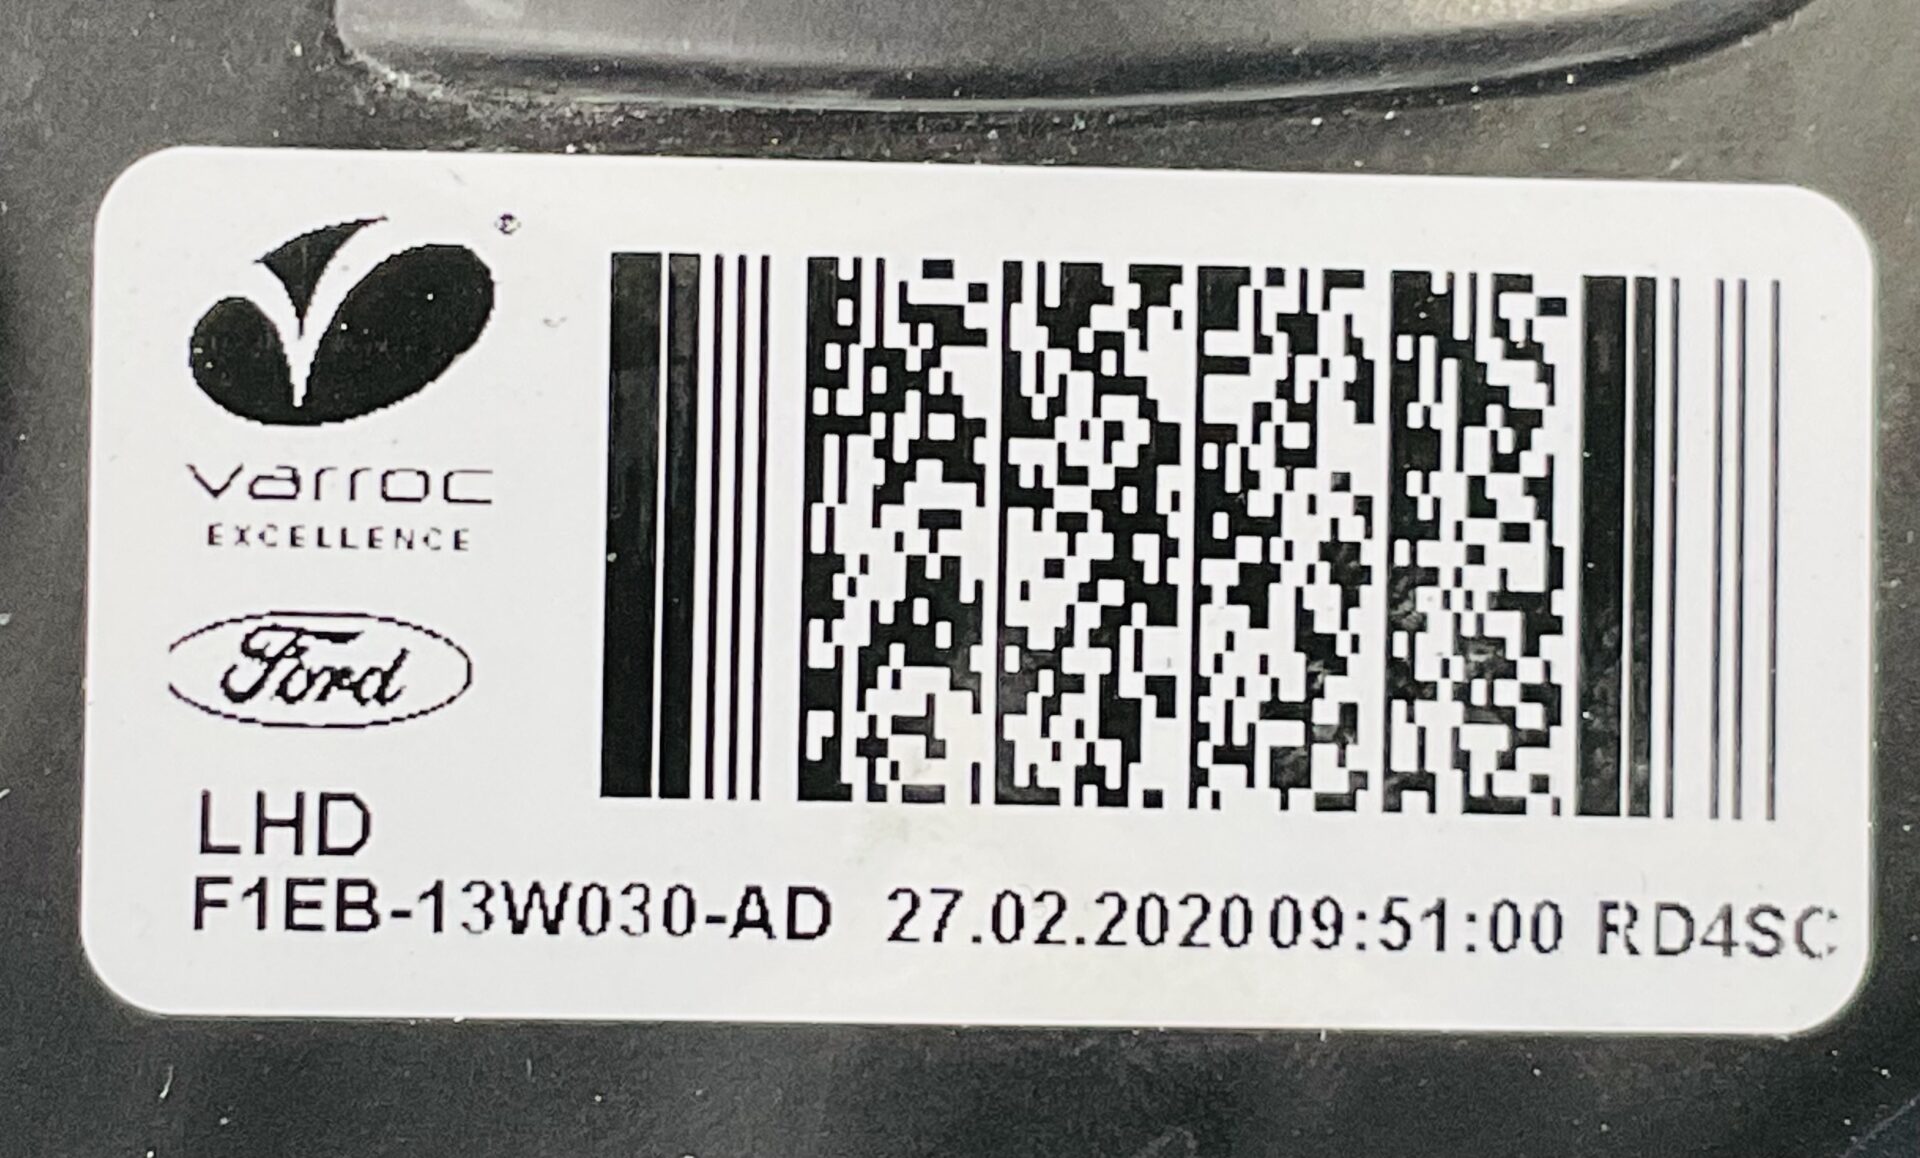 ®
varroc
EXCELLENCE
Ford
LHD
F1EB-13W030-AD 27.02.2020 09:51:00 RD4SC